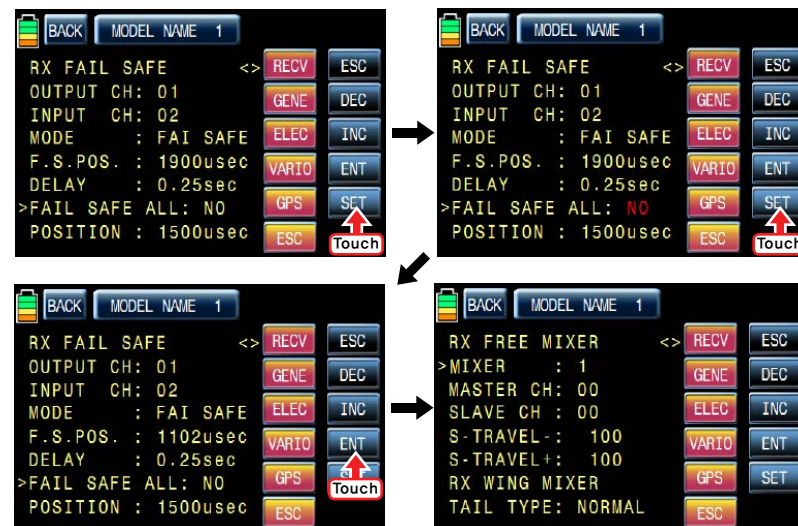 BACK MODEL NAME 1
RX FAIL SAFE <> RECV ESC
OUTPUT CH: 01 GENE DEC
INPUT CH: 02
MODE : FAI SAFE ELEC INC
F.S.POS. : 1900usec VARIO ENT
DELAY : 0.25sec
>FAIL SAFE ALL: NO GPS SET
POSITION : 1500usec ESC Touch
BACK MODEL NAME 1
RX FAIL SAFE <> RECV ESC
OUTPUT CH: 01 GENE DEC
INPUT CH: 02
MODE : FAI SAFE ELEC INC
F.S.POS. : 1900usec VARIO ENT
DELAY : 0.25sec
>FAIL SAFE ALL: NO GPS SET
POSITION : 1500usec ESC Touch
BACK MODEL NAME 1
RX FAIL SAFE <> RECV ESC
OUTPUT CH: 01 GENE DEC
INPUT CH: 02
MODE : FAI SAFE ELEC INC
F.S.POS. : 1102usec VARIO ENT
DELAY : 0.25sec
>FAIL SAFE ALL: NO GPS Touch
POSITION : 1500usec ESC
BACK MODEL NAME 1
RX FREE MIXER <> RECV ESC
>MIXER : 1 GENE DEC
MASTER CH: 00
SLAVE CH : 00 ELEC INC
S-TRAVEL-: 100 VARIO ENT
S-TRAVEL+: 100
RX WING MIXER GPS SET
TAIL TYPE: NORMAL ESC